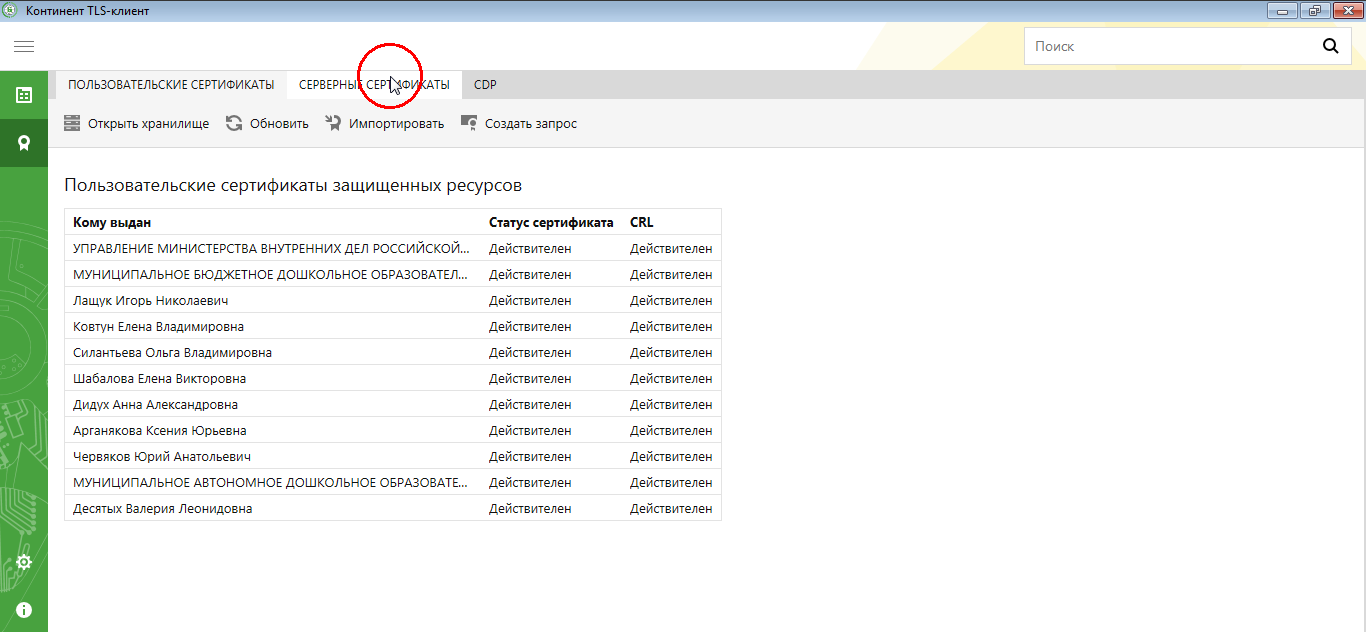 Континент TLS-клиент
Поиск
ПОЛЬЗОВАТЕЛЬСКИЕ СЕРТИФИКАТЫ СЕРВЕРНЫЕ СЕРТИФИКАТЫ CDP
Открыть хранилище Обновить Импортировать Создать запрос
Пользовательские сертификаты защищенных ресурсов
Кому выдан Статус сертификата CRL
УПРАВЛЕНИЕ МИНИСТЕРСТВА ВНУТРЕННИХ ДЕЛ РОССИЙСКОЙ... Действителен Действителен
МУНИЦИПАЛЬНОЕ БЮДЖЕТНОЕ ДОШКОЛЬНОЕ ОБРАЗОВАТЕЛ... Действителен Действителен
Лащук Игорь Николаевич Действителен Действителен
Ковтун Елена Владимировна Действителен Действителен
Силантьева Ольга Владимировна Действителен Действителен
Шабалова Елена Викторовна Действителен Действителен
Дидух Анна Александровна Действителен Действителен
Арганякова Ксения Юрьевна Действителен Действителен
Червяков Юрий Анатольевич Действителен Действителен
МУНИЦИПАЛЬНОЕ АВТОНОМНОЕ ДОШКОЛЬНОЕ ОБРАЗОВАТЕ... Действителен Действителен
Десятых Валерия Леонидовна Действителен Действителен